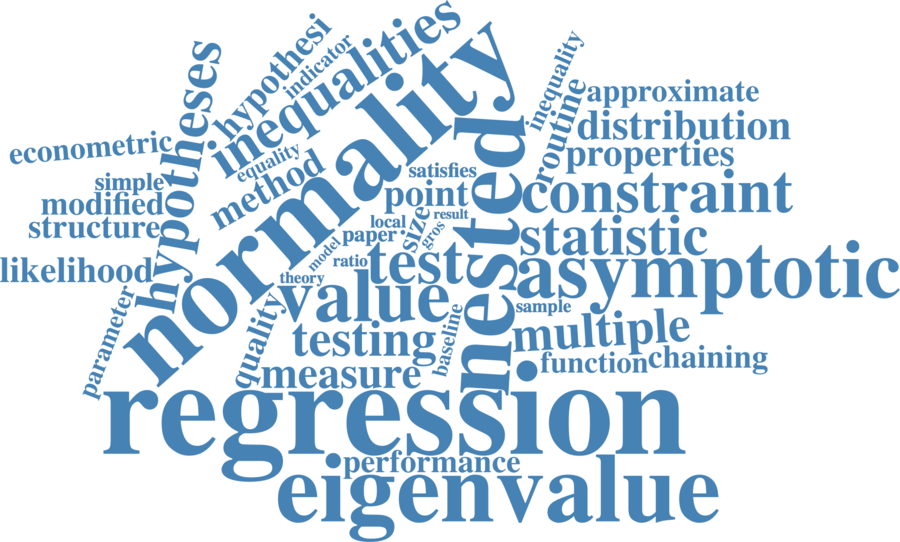 inequalities
hypothesi
indicator
inequality
normality
hypotheses
approximate
routine
distribution
econometric
equality
properties
method
satisfies
simple
point
constraint
modified
nested
result
local
size
structure
paper
gros
statistic
model
ratio
test
likelihood
theory
asymptotic
value
sample
parameter
quality
testing
baseline
multiple
function
chaining
measure
regression
performance
eigenvalue